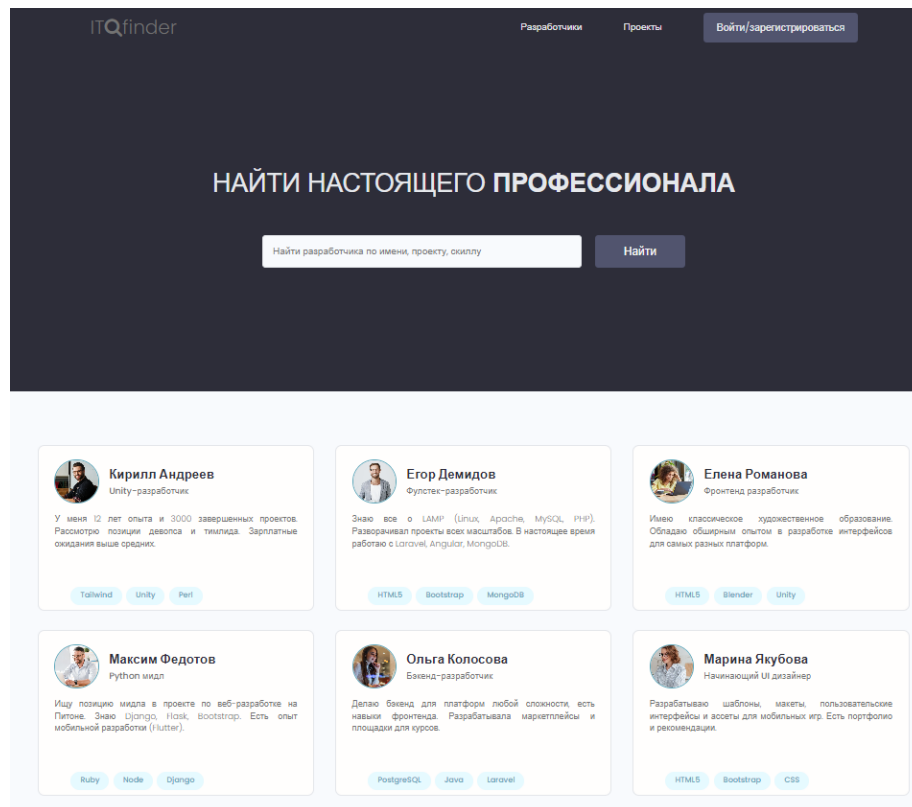 ITQfinder
Разработчики
Проекты
Войти/зарегистрироваться
НАЙТИ НАСТОЯЩЕГО ПРОФЕССИОНАЛА
Найти разработчика по имени, проекту, скиллу
Найти
Кирилл Андреев
Unity-разработчик
У меня 12 лет опыта и 3000 завершенных проектов.
Рассмотрю позиции девопса и тимлида. Зарплатные
ожидания выше средних.
Tailwind Unity Perl
Егор Демидов
Фулстек-разработчик
Знаю все о LAMP (Linux, Apache, MySQL, PHP).
Разворачивал проекты всех масштабов. В настоящее время
работаю с Laravel, Angular, MongoDB.
HTML5 Bootstrap MongoDB
Елена Романова
Фронтенд разработчик
Имею классическое художественное образование.
Обладаю обширным опытом в разработке интерфейсов
для самых разных платформ.
HTML5 Blender Unity
Максим Федотов
Python мидл
Ищу позицию мидла в проекте по веб-разработке на
Питоне. Знаю Django, Flask, Bootstrap. Есть опыт
мобильной разработки (Flutter).
Ruby Node Django
Ольга Колосова
Бэкенд-разработчик
Делаю бэкенд для платформ любой сложности, есть
навыки фронтенда. Разрабатывала маркетплейсы и
площадки для курсов.
PostgreSQL Java Laravel
Марина Якубова
Начинающий UI дизайнер
Разрабатываю шаблоны, макеты, пользовательские
интерфейсы и ассеты для мобильных игр. Есть портфолио
и рекомендации.
HTML5 Bootstrap CSS